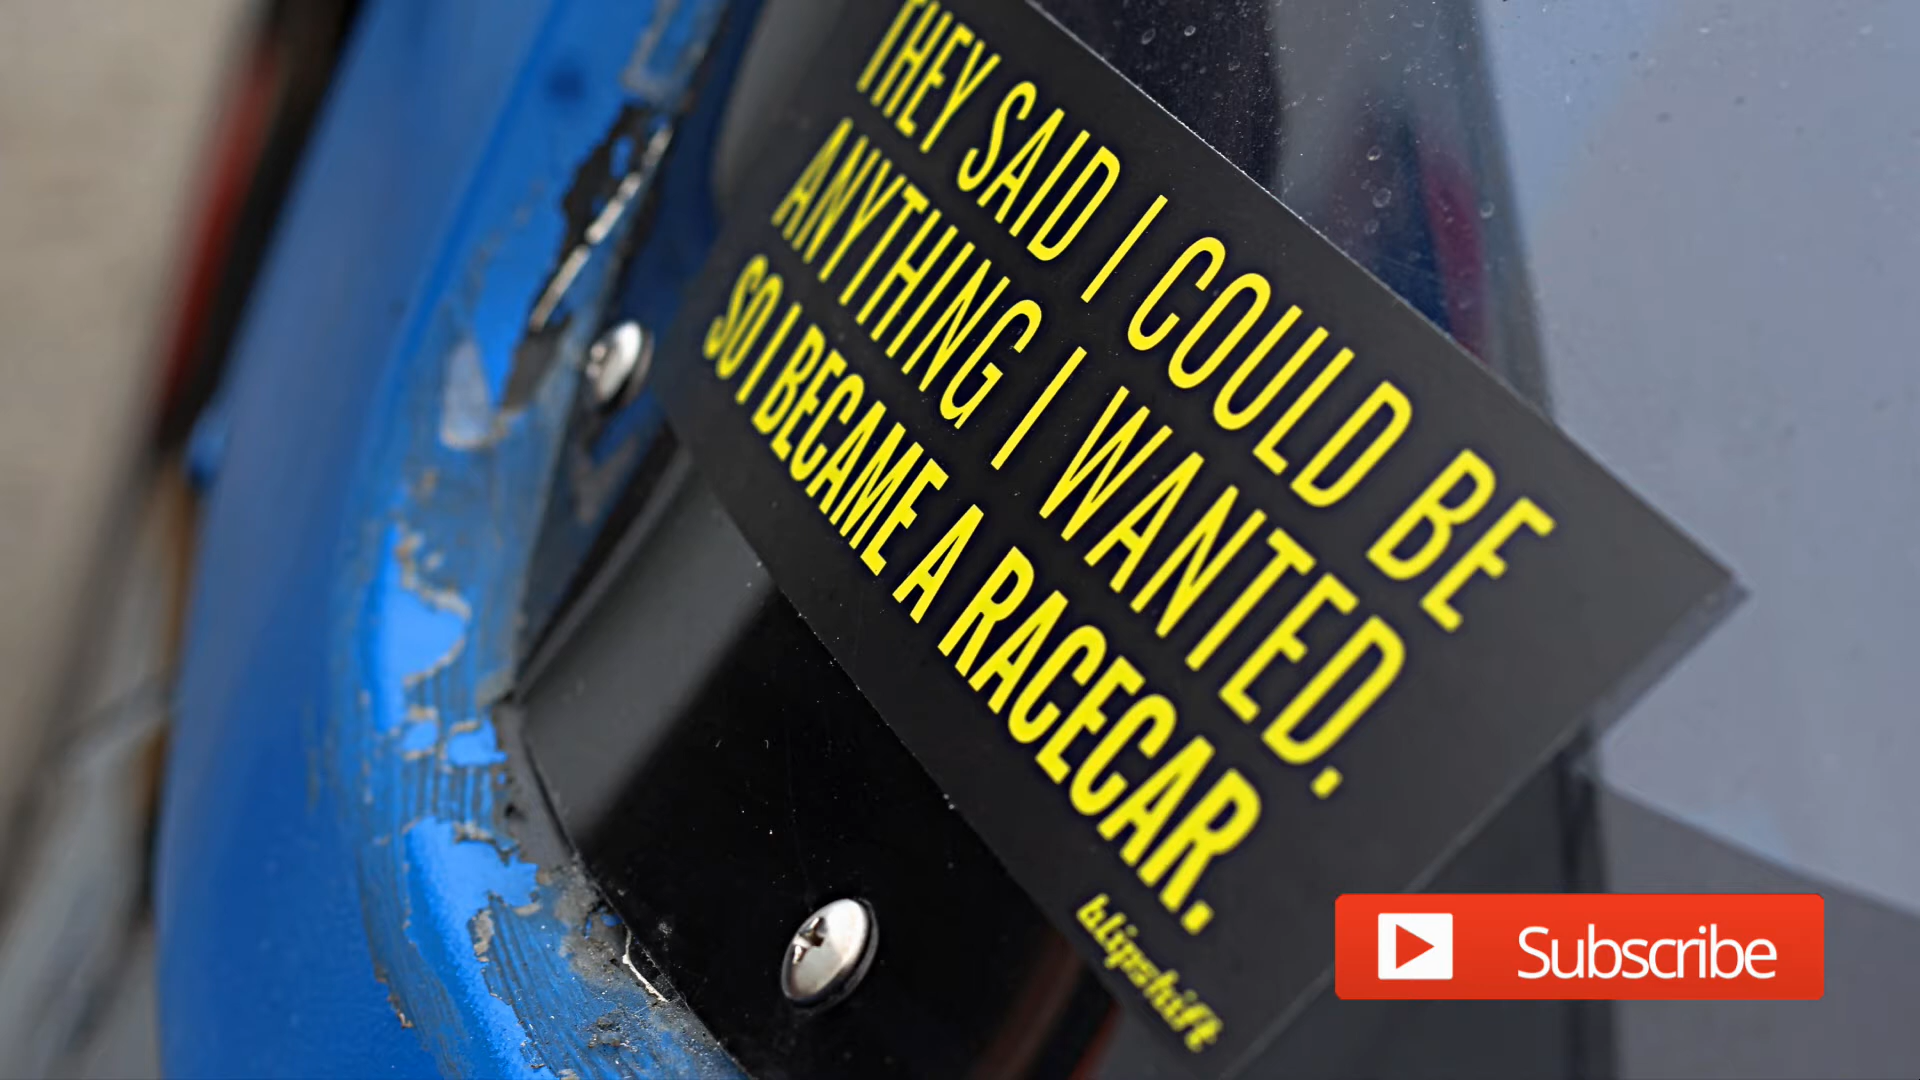 THEY SAID I COULD BE
ANYTHING I WANTED.
SO I BECAME A RACECAR.
blipshift
Subscribe